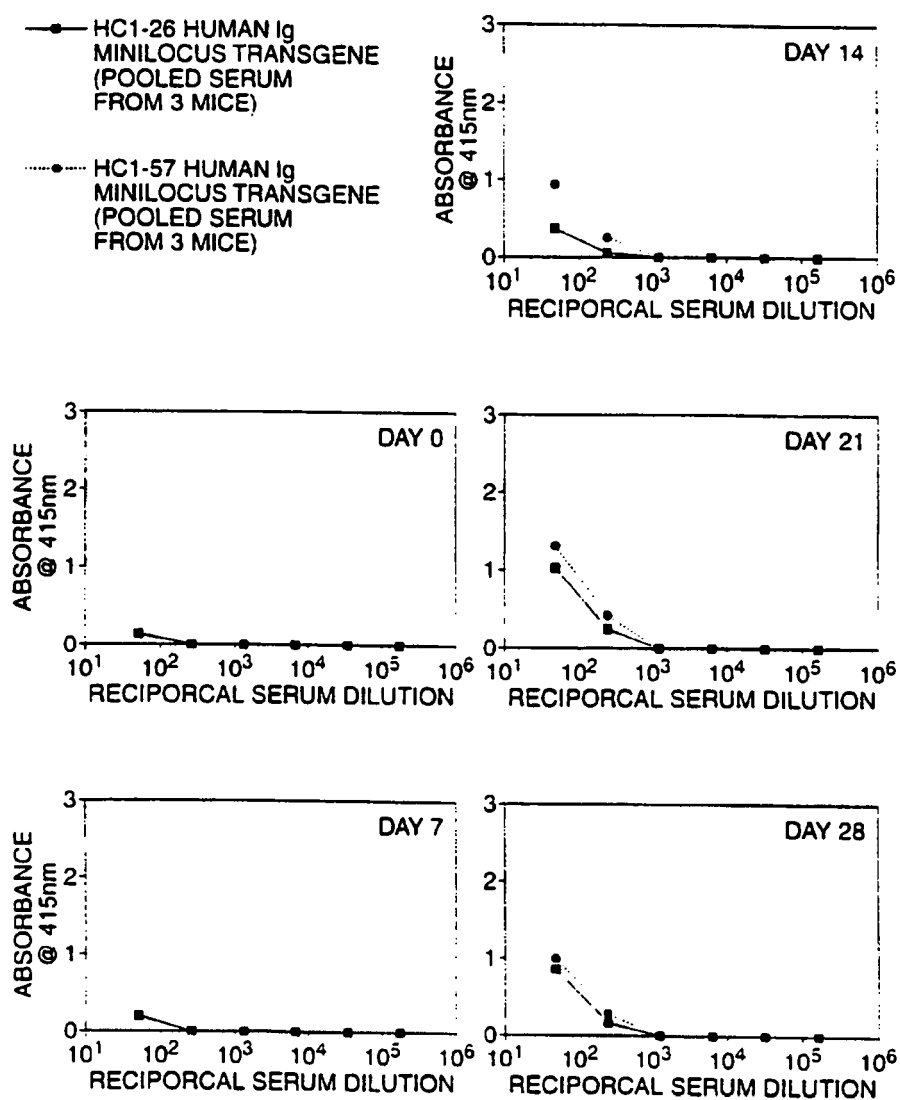 HC1-26 HUMAN Ig
MINILOCUS TRANSGENE
(POOLED SERUM
FROM 3 MICE)
HC1-57 HUMAN Ig
MINILOCUS TRANSGENE
(POOLED SERUM
FROM 3 MICE)
DAY 14
ABSORBANCE
@ 415nm
3
2
1
0
10¹ 10² 10³ 10⁴ 10⁵ 10⁶
RECIPORCAL SERUM DILUTION
DAY 0
ABSORBANCE
@ 415nm
3
2
1
0
10¹ 10² 10³ 10⁴ 10⁵ 10⁶
RECIPORCAL SERUM DILUTION
DAY 21
3
2
1
0
10¹ 10² 10³ 10⁴ 10⁵ 10⁶
RECIPORCAL SERUM DILUTION
DAY 7
ABSORBANCE
@ 415nm
3
2
1
0
10¹ 10² 10³ 10⁴ 10⁵ 10⁶
RECIPORCAL SERUM DILUTION
DAY 28
3
2
1
0
10¹ 10² 10³ 10⁴ 10⁵ 10⁶
RECIPORCAL SERUM DILUTION